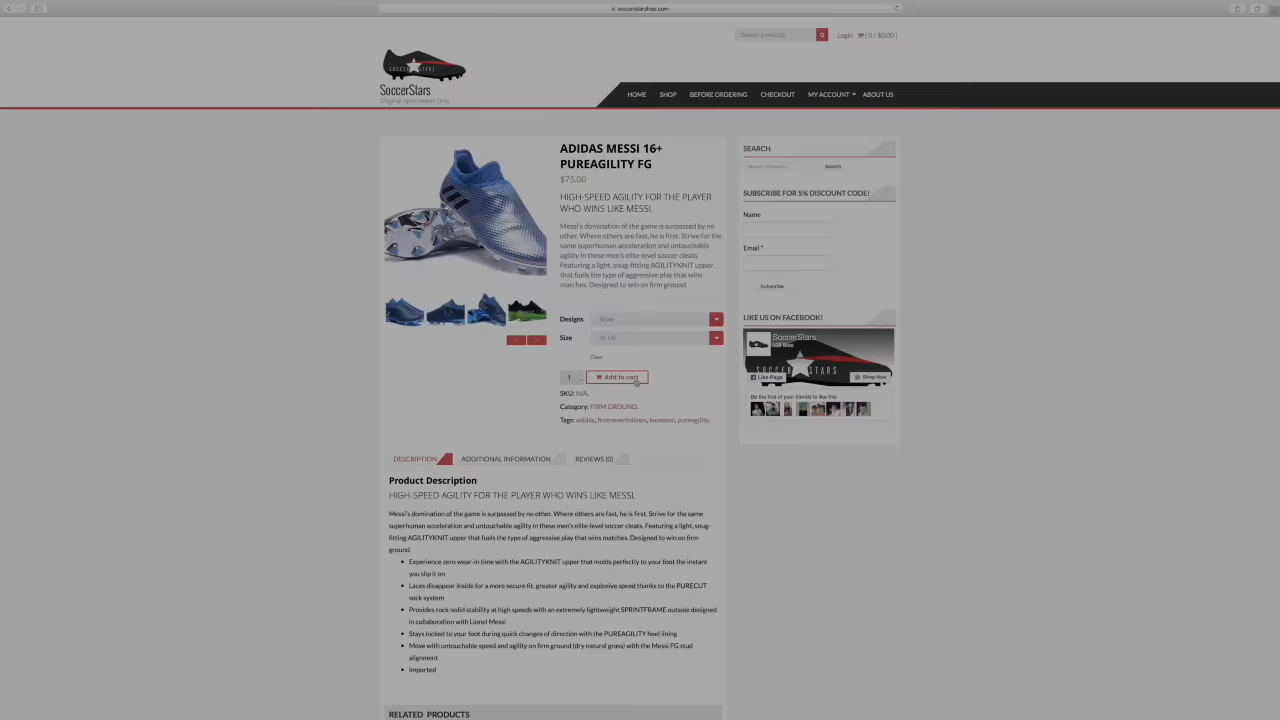 soccerstarshop.com
Search products
Login [ 0 / $0.00 ]
SOCCER STARS
SoccerStars
Original Sportswear Only
HOME SHOP BEFORE ORDERING CHECKOUT MY ACCOUNT ABOUT US
ADIDAS MESSI 16+
PUREAGILITY FG
$75.00
HIGH-SPEED AGILITY FOR THE PLAYER
WHO WINS LIKE MESSI.
Messi's domination of the game is surpassed by no
other. Where others are fast, he is first. Strive for the
same superhuman acceleration and untouchable
agility in these men's elite-level soccer cleats.
Featuring a light, snug-fitting AGILITYKNIT upper
that fuels the type of aggressive play that wins
matches. Designed to win on firm ground.
Designs Silver
Size
Clear
1 Add to cart
SKU: N/A.
Category: FIRM GROUND.
Tags: adidas, firstneverfollows, leomessi, pureagility.
SEARCH
Search Products… Search
SUBSCRIBE FOR 5% DISCOUNT CODE!
Name
Email *
Subscribe
LIKE US ON FACEBOOK!
SoccerStars
Like Page Shop Now
Be the first of your friends to like this
DESCRIPTION ADDITIONAL INFORMATION REVIEWS (0)
Product Description
HIGH-SPEED AGILITY FOR THE PLAYER WHO WINS LIKE MESSI.
Messi's domination of the game is surpassed by no other. Where others are fast, he is first. Strive for the same
superhuman acceleration and untouchable agility in these men's elite-level soccer cleats. Featuring a light, snug-
fitting AGILITYKNIT upper that fuels the type of aggressive play that wins matches. Designed to win on firm
ground.
• Experience zero wear-in time with the AGILITYKNIT upper that molds perfectly to your foot the instant
you slip it on
• Laces disappear inside for a more secure fit, greater agility and explosive speed thanks to the PURECUT
sock system
• Provides rock-solid stability at high speeds with an extremely lightweight SPRINTFRAME outsole designed
in collaboration with Lionel Messi
• Stays locked to your foot during quick changes of direction with the PUREAGILITY heel lining
• Move with untouchable speed and agility on firm ground (dry natural grass) with the Messi FG stud
alignment
• Imported
RELATED PRODUCTS